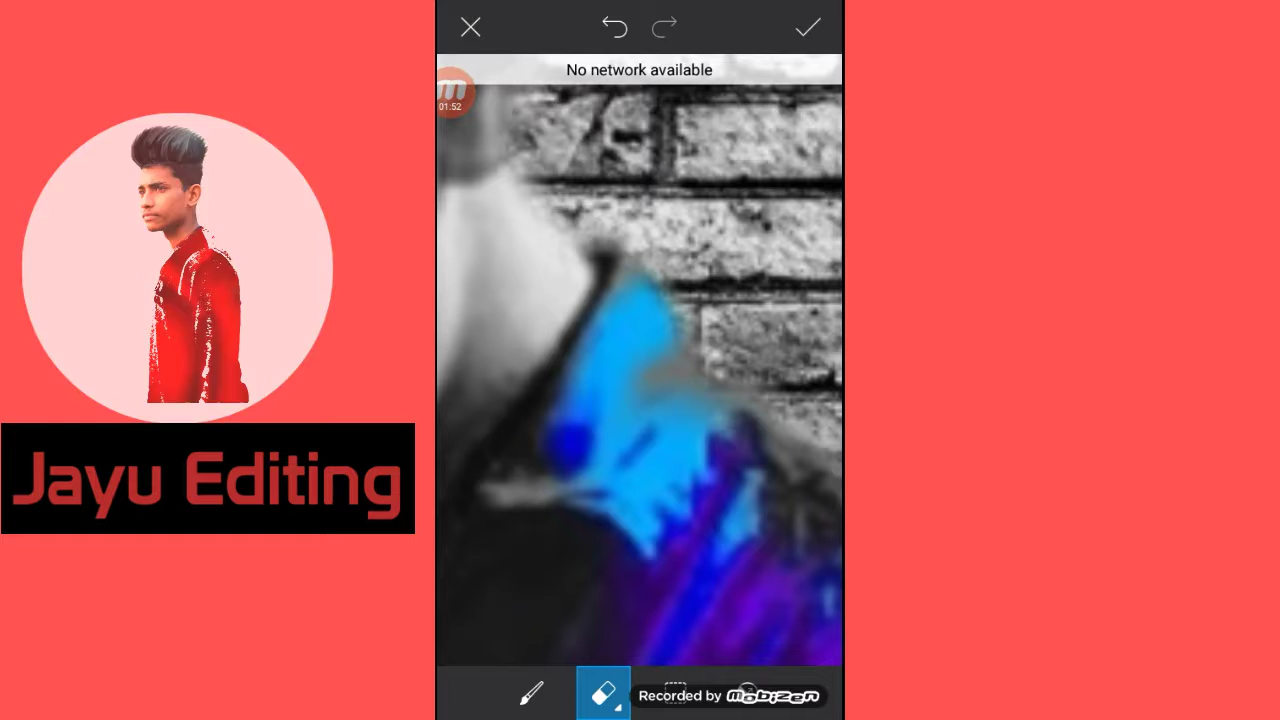 No network available
m
01:52
Jayu Editing
Recorded by mobizen